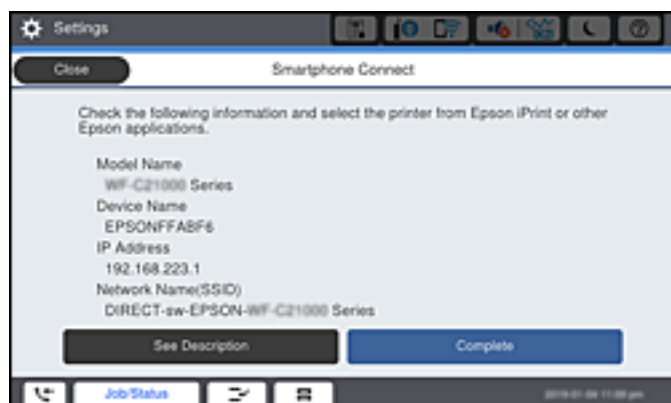 Settings
Close
Smartphone Connect
Check the following information and select the printer from Epson iPrint or other
Epson applications.
Model Name
WF-C21000 Series
Device Name
EPSONFFABF6
IP Address
192.168.223.1
Network Name(SSID)
DIRECT-sw-EPSON-WF-C21000 Series
See Description
Complete
Job/Status